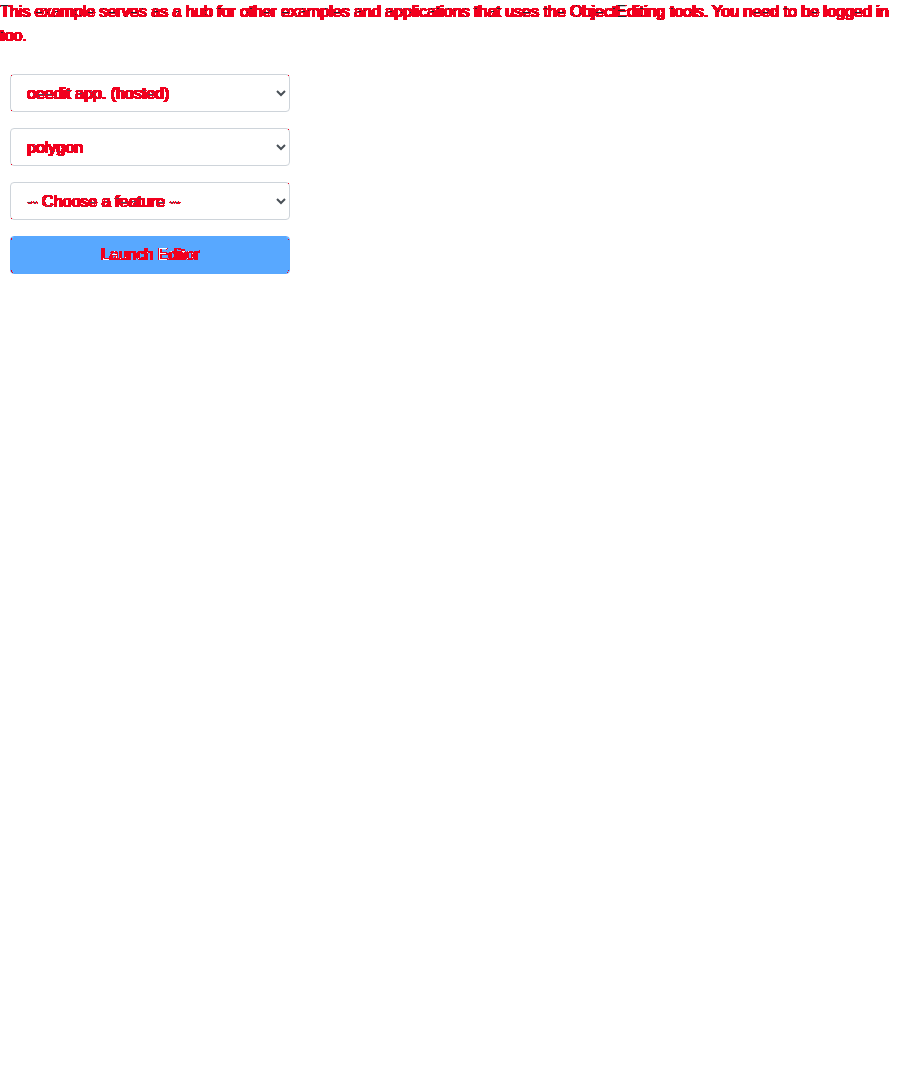 This example serves as a hub for other examples and applications that uses the ObjectEditing tools. You need to be logged in
too.
oeedit app. (hosted)
polygon
-- Choose a feature --
Launch Editor